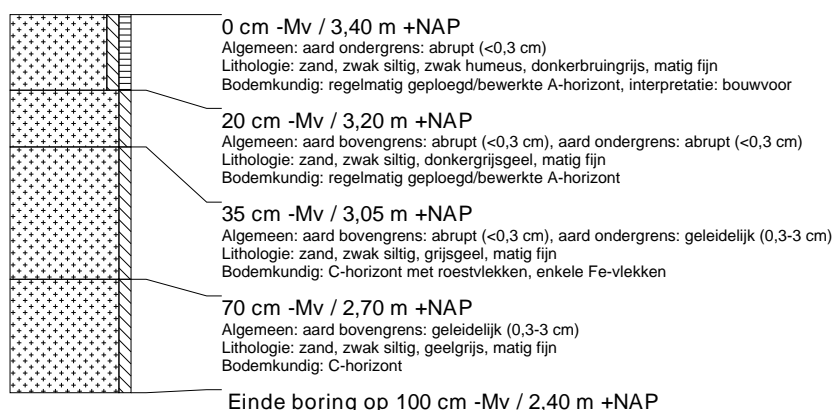 0 cm -Mv / 3,40 m +NAP
Algemeen: aard ondergrens: abrupt (<0,3 cm)
Lithologie: zand, zwak siltig, zwak humeus, donkerbruingrijs, matig fijn
Bodemkundig: regelmatig geploegd/bewerkte A-horizont, interpretatie: bouwvoor
20 cm -Mv / 3,20 m +NAP
Algemeen: aard bovengrens: abrupt (<0,3 cm), aard ondergrens: abrupt (<0,3 cm)
Lithologie: zand, zwak siltig, donkergrijsgeel, matig fijn
Bodemkundig: regelmatig geploegd/bewerkte A-horizont
35 cm -Mv / 3,05 m +NAP
Algemeen: aard bovengrens: abrupt (<0,3 cm), aard ondergrens: geleidelijk (0,3-3 cm)
Lithologie: zand, zwak siltig, grijsgeel, matig fijn
Bodemkundig: C-horizont met roestvlekken, enkele Fe-vlekken
70 cm -Mv / 2,70 m +NAP
Algemeen: aard bovengrens: geleidelijk (0,3-3 cm)
Lithologie: zand, zwak siltig, geelgrijs, matig fijn
Bodemkundig: C-horizont
Einde boring op 100 cm -Mv / 2,40 m +NAP